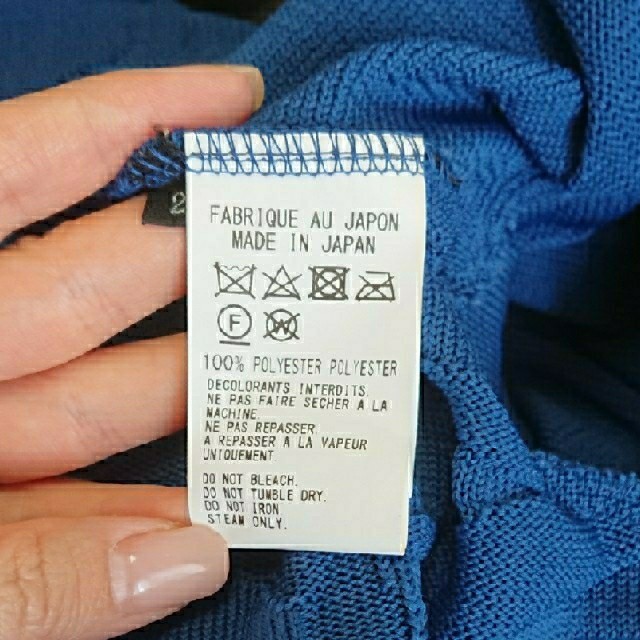 2
FABRIQUE AU JAPON
MADE IN JAPAN
F W
100% POLYESTER POLYESTER
DECOLORANTS INTERDITS
NE PAS FAIRE SECHER A LA
MACHINE.
NE PAS REPASSER.
A REPASSER A LA VAPEUR
UNIQUEMENT
DO NOT BLEACH.
DO NOT TUMBLE DRY.
DO NOT IRON.
STEAM ONLY.